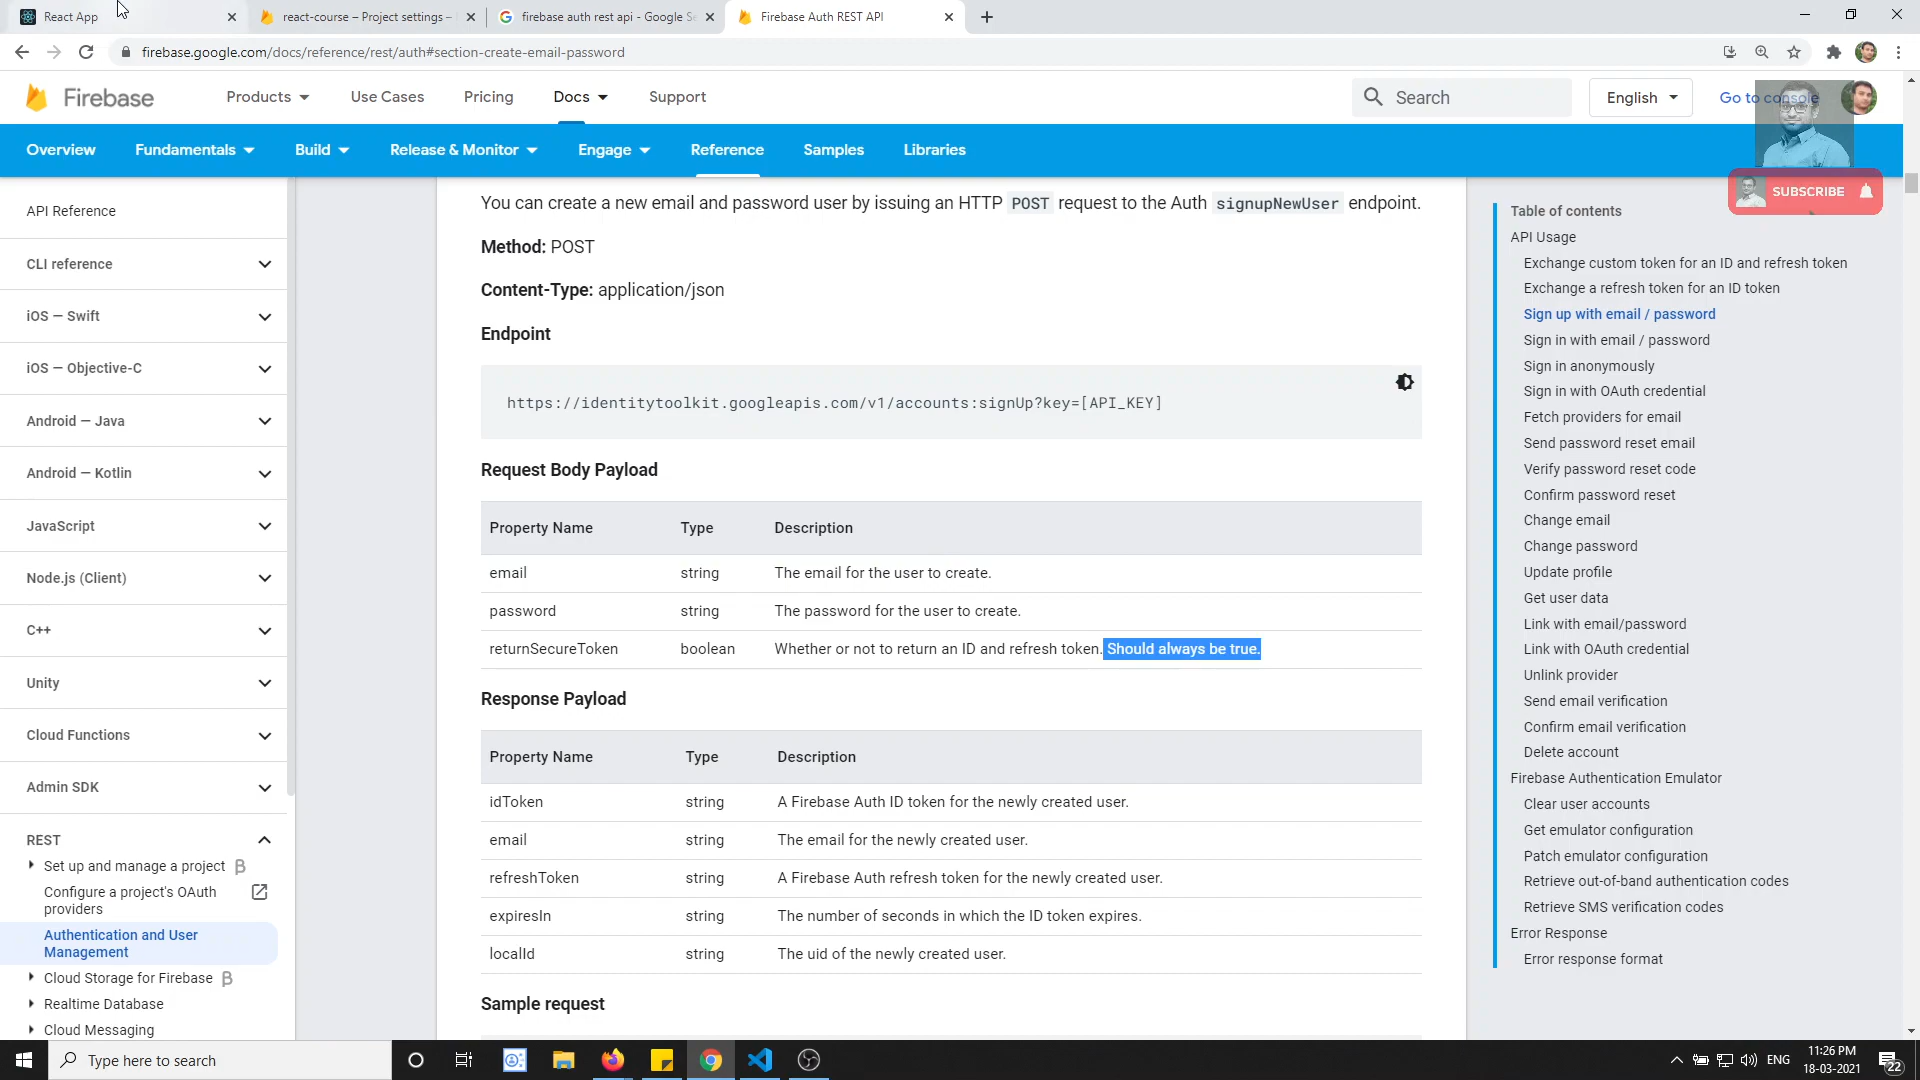 React App
react-course – Project settings –
firebase auth rest api - Google Se
Firebase Auth REST API
firebase.google.com/docs/reference/rest/auth#section-create-email-password
Firebase
Products
Use Cases
Pricing
Docs
Support
Search
English
Go to console
Overview
Fundamentals
Build
Release & Monitor
Engage
Reference
Samples
Libraries
SUBSCRIBE
API Reference
CLI reference
iOS — Swift
iOS — Objective-C
Android — Java
Android — Kotlin
JavaScript
Node.js (Client)
C++
Unity
Cloud Functions
Admin SDK
REST
Set up and manage a project β
Configure a project's OAuth
providers
Authentication and User
Management
Cloud Storage for Firebase β
Realtime Database
Cloud Messaging
You can create a new email and password user by issuing an HTTP POST request to the Auth signupNewUser endpoint.
Method: POST
Content-Type: application/json
Endpoint
https://identitytoolkit.googleapis.com/v1/accounts:signUp?key=[API_KEY]
Request Body Payload
Property Name Type Description
email string The email for the user to create.
password string The password for the user to create.
returnSecureToken boolean Whether or not to return an ID and refresh token. Should always be true.
Response Payload
Property Name Type Description
idToken string A Firebase Auth ID token for the newly created user.
email string The email for the newly created user.
refreshToken string A Firebase Auth refresh token for the newly created user.
expiresIn string The number of seconds in which the ID token expires.
localId string The uid of the newly created user.
Sample request
Table of contents
API Usage
Exchange custom token for an ID and refresh token
Exchange a refresh token for an ID token
Sign up with email / password
Sign in with email / password
Sign in anonymously
Sign in with OAuth credential
Fetch providers for email
Send password reset email
Verify password reset code
Confirm password reset
Change email
Change password
Update profile
Get user data
Link with email/password
Link with OAuth credential
Unlink provider
Send email verification
Confirm email verification
Delete account
Firebase Authentication Emulator
Clear user accounts
Get emulator configuration
Patch emulator configuration
Retrieve out-of-band authentication codes
Retrieve SMS verification codes
Error Response
Error response format
Type here to search
ENG
11:26 PM
18-03-2021
22